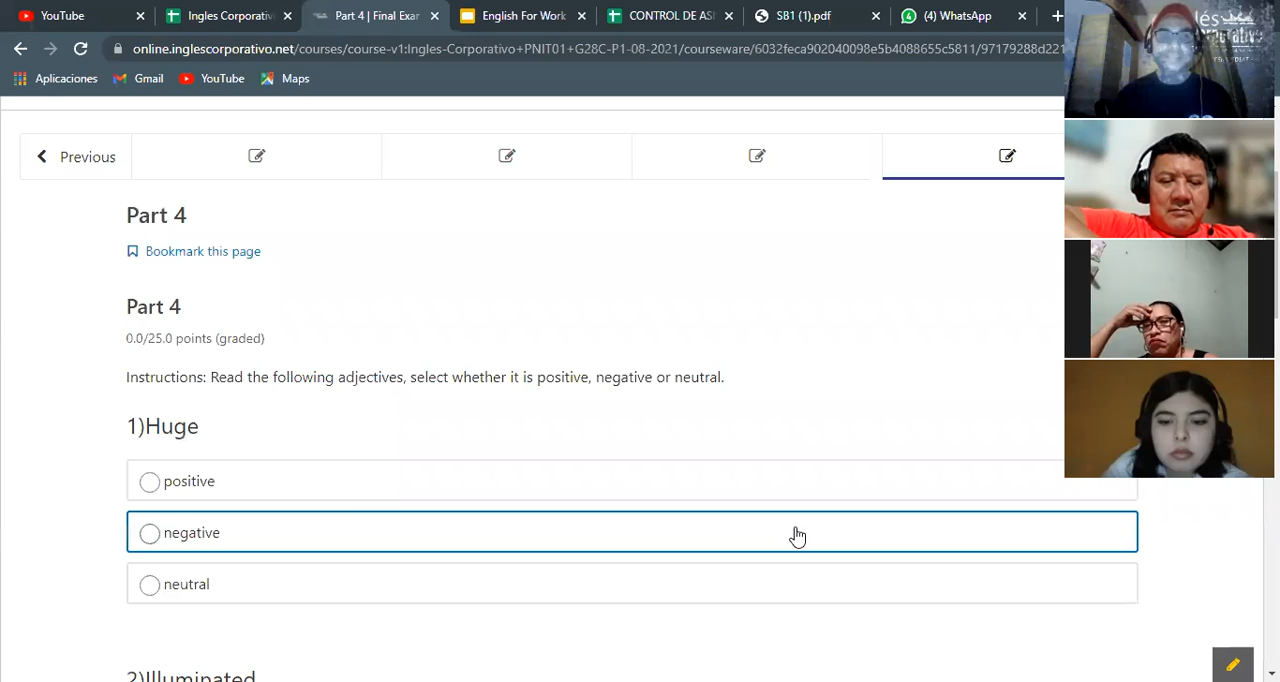 YouTube
Ingles Corporativ
Part 4 | Final Exar
English For Work
CONTROL DE ASI
SB1 (1).pdf
(4) WhatsApp
online.inglescorporativo.net/courses/course-v1:Ingles-Corporativo+PNIT01+G28C-P1-08-2021/courseware/6032feca902040098e5b4088655c5811/97179288d221
Aplicaciones
Gmail
YouTube
Maps
Previous
Part 4
Bookmark this page
Part 4
0.0/25.0 points (graded)
Instructions: Read the following adjectives, select whether it is positive, negative or neutral.
1)Huge
positive
negative
neutral
2)Illuminated